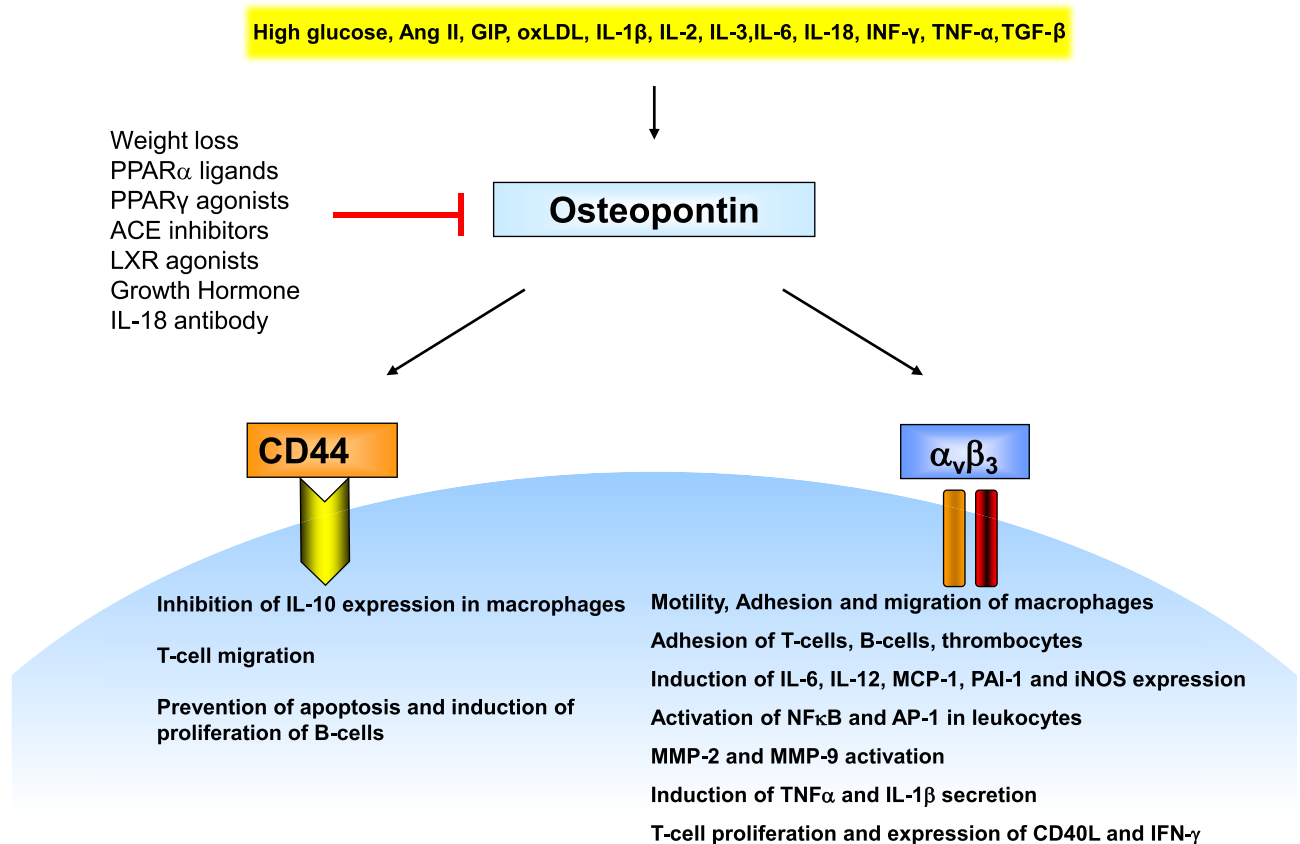 High glucose, Ang II, GIP, oxLDL, IL-1β, IL-2, IL-3,IL-6, IL-18, INF-γ, TNF-α,TGF-β
Weight loss
PPARα ligands
PPARγ agonists
ACE inhibitors
LXR agonists
Growth Hormone
IL-18 antibody
Osteopontin
CD44
αvβ3
Inhibition of IL-10 expression in macrophages
T-cell migration
Prevention of apoptosis and induction of
proliferation of B-cells
Motility, Adhesion and migration of macrophages
Adhesion of T-cells, B-cells, thrombocytes
Induction of IL-6, IL-12, MCP-1, PAI-1 and iNOS expression
Activation of NFκB and AP-1 in leukocytes
MMP-2 and MMP-9 activation
Induction of TNFα and IL-1β secretion
T-cell proliferation and expression of CD40L and IFN-γ